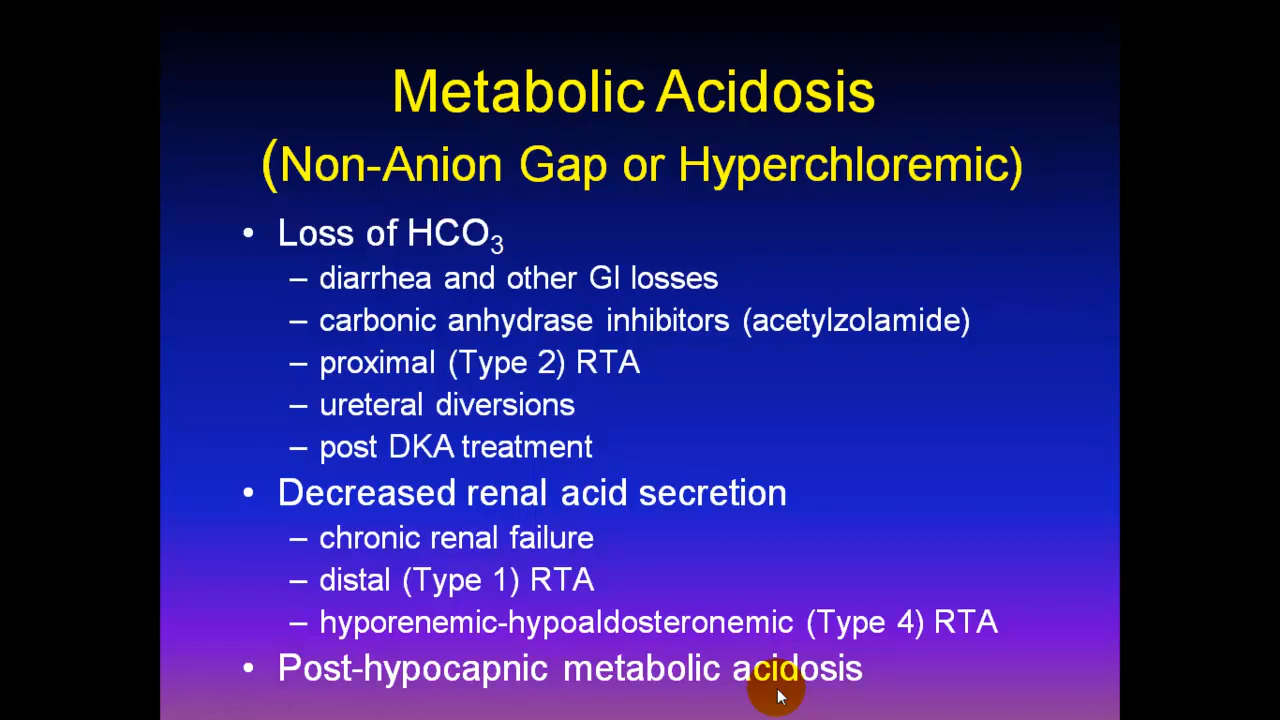 Metabolic Acidosis
(Non-Anion Gap or Hyperchloremic)
• Loss of HCO₃
– diarrhea and other GI losses
– carbonic anhydrase inhibitors (acetylzolamide)
– proximal (Type 2) RTA
– ureteral diversions
– post DKA treatment
• Decreased renal acid secretion
– chronic renal failure
– distal (Type 1) RTA
– hyporenemic-hypoaldosteronemic (Type 4) RTA
• Post-hypocapnic metabolic acidosis